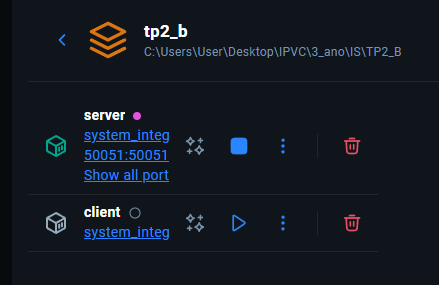 tp2_b
C:\Users\User\Desktop\IPVC\3_ano\IS\TP2_B
server
system_integ
50051:50051
Show all port
client
system_integ